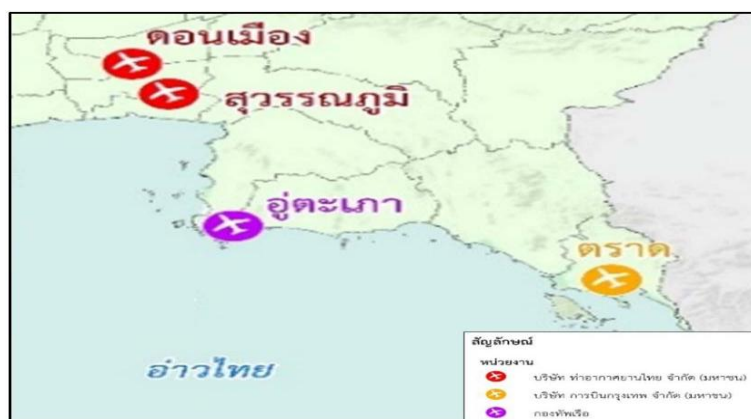 ดอนเมือง
สุวรรณภูมิ
อู่ตะเภา
ตราด
อ่าวไทย
สัญลักษณ์
หน่วยงาน
บริษัท ท่าอากาศยานไทย จำกัด (มหาชน)
บริษัท การบินกรุงเทพ จำกัด (มหาชน)
กองทัพเรือ